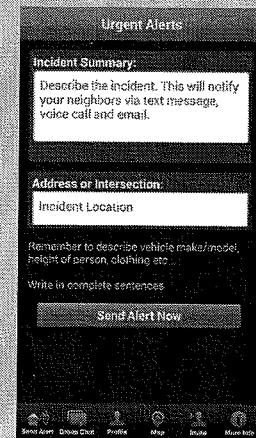 Urgent Alerts
Incident Summary:
Describe the incident. This will notify
your neighbors via text message,
voice call and email.
Address or Intersection:
Incident Location
Remember to describe vehicle make/model,
height of person, clothing etc...
Write in complete sentences
Send Alert Now
Send Alert Group Chat Profile Map Invite More Info